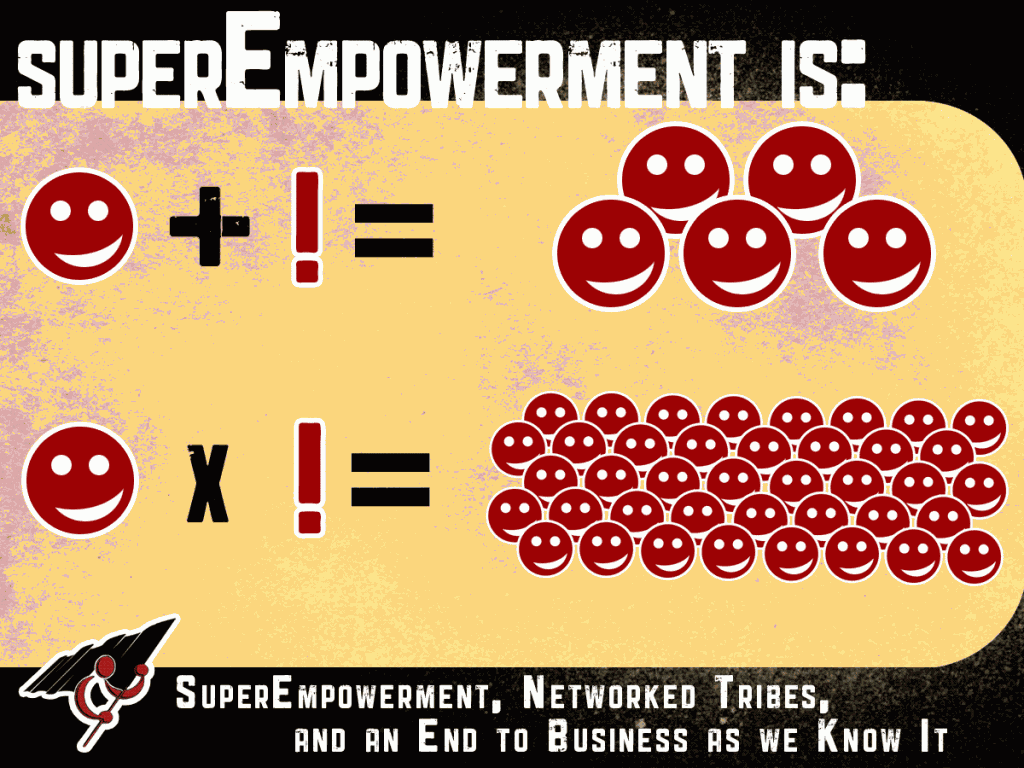 superEmpowerment is:
+ ! =
x ! =
SuperEmpowerment, Networked Tribes,
and an End to Business as we Know It